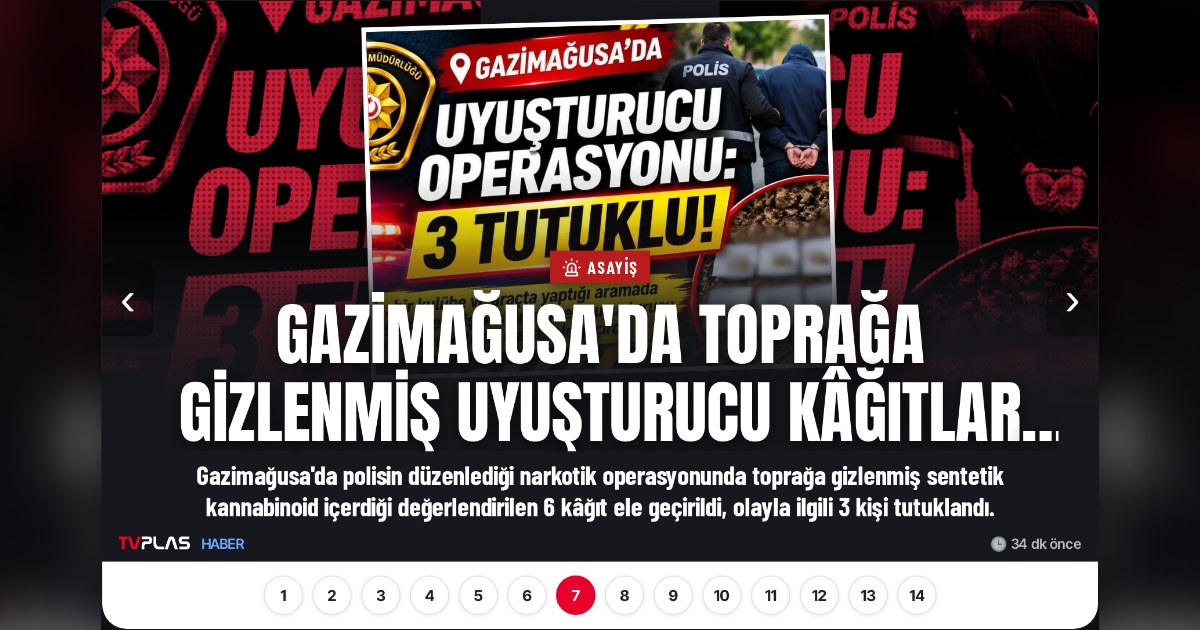 GAZİMAĞUSA'DA
UYUŞTURUCU
OPERASYONU:
3 TUTUKLU!
POLİS
MÜDÜRLÜĞÜ
POLİS
ASAYİŞ
GAZİMAĞUSA'DA TOPRAĞA
GİZLENMİŞ UYUŞTURUCU KÂĞITLAR...
Gazimağusa'da polisin düzenlediği narkotik operasyonunda toprağa gizlenmiş sentetik
kannabinoid içerdiği değerlendirilen 6 kâğıt ele geçirildi, olayla ilgili 3 kişi tutuklandı.
TVPLAS HABER
34 dk önce
1 2 3 4 5 6 7 8 9 10 11 12 13 14